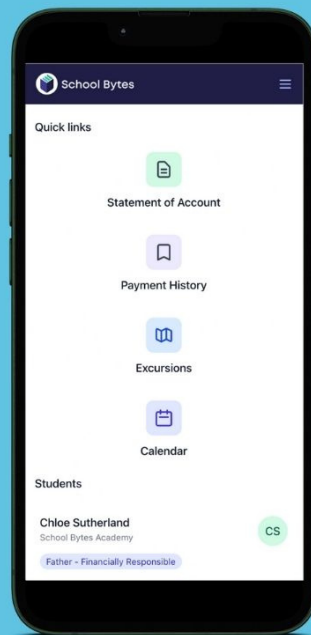 School Bytes
Quick links
Statement of Account
Payment History
Excursions
Calendar
Students
Chloe Sutherland
School Bytes Academy
CS
Father - Financially Responsible